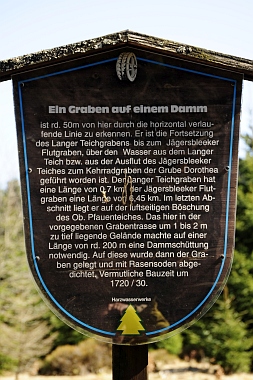 Ein Graben auf einem Damm
ist rd. 50m von hier durch die horizontal verlau-
fende Linie zu erkennen. Er ist die Fortsetzung
des Langer Teichgrabens bis zum Jägersbleeker
Flutgraben, über den Wasser aus dem Langer
Teich bzw. aus der Ausflut des Jägersbleeker
Teiches zum Kehrradgraben der Grube Dorothea
geführt worden ist. Der Langer Teichgraben hat
eine Länge von 0,7 km der Jägersbleeker Flut-
graben eine Länge von 6,45 km. Im letzten Ab-
schnitt liegt er auf der luftseitigen Böschung
des Ob. Pfauenteiches. Das hier in der
vorgegebenen Grabentrasse um 1 bis 2 m
zu tief liegende Gelände machte auf einer
Länge von rd. 200 m eine Dammschüttung
notwendig. Auf diese wurde dann der Gra-
ben gelegt und mit Rasensoden abge-
dichtet. Vermutliche Bauzeit um
1720 / 30.
Harzwasserwerke